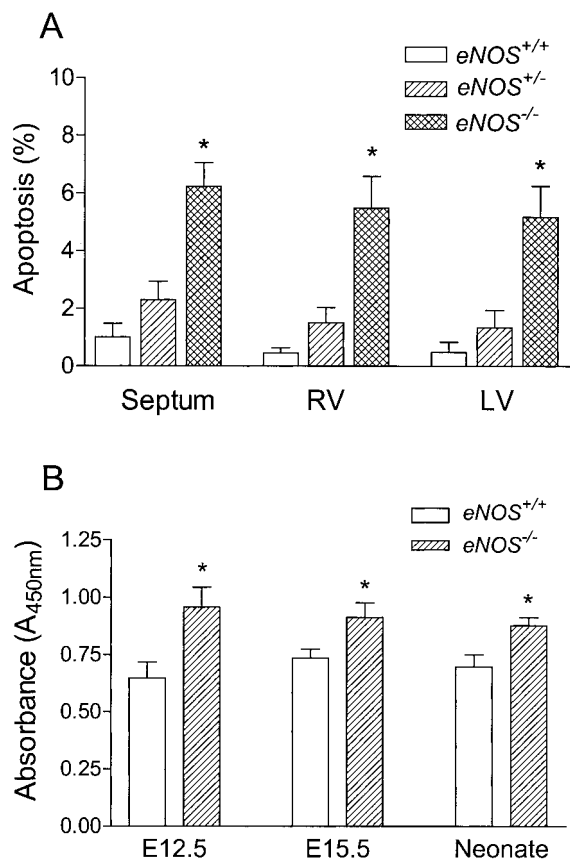 A
eNOS+/+
eNOS+/-
eNOS-/-
Apoptosis (%)
10
8
6
4
2
0
* * *
Septum RV LV
B
eNOS+/+
eNOS-/-
Absorbance (A450nm)
1.25
1.00
0.75
0.50
0.25
0.00
* * *
E12.5 E15.5 Neonate